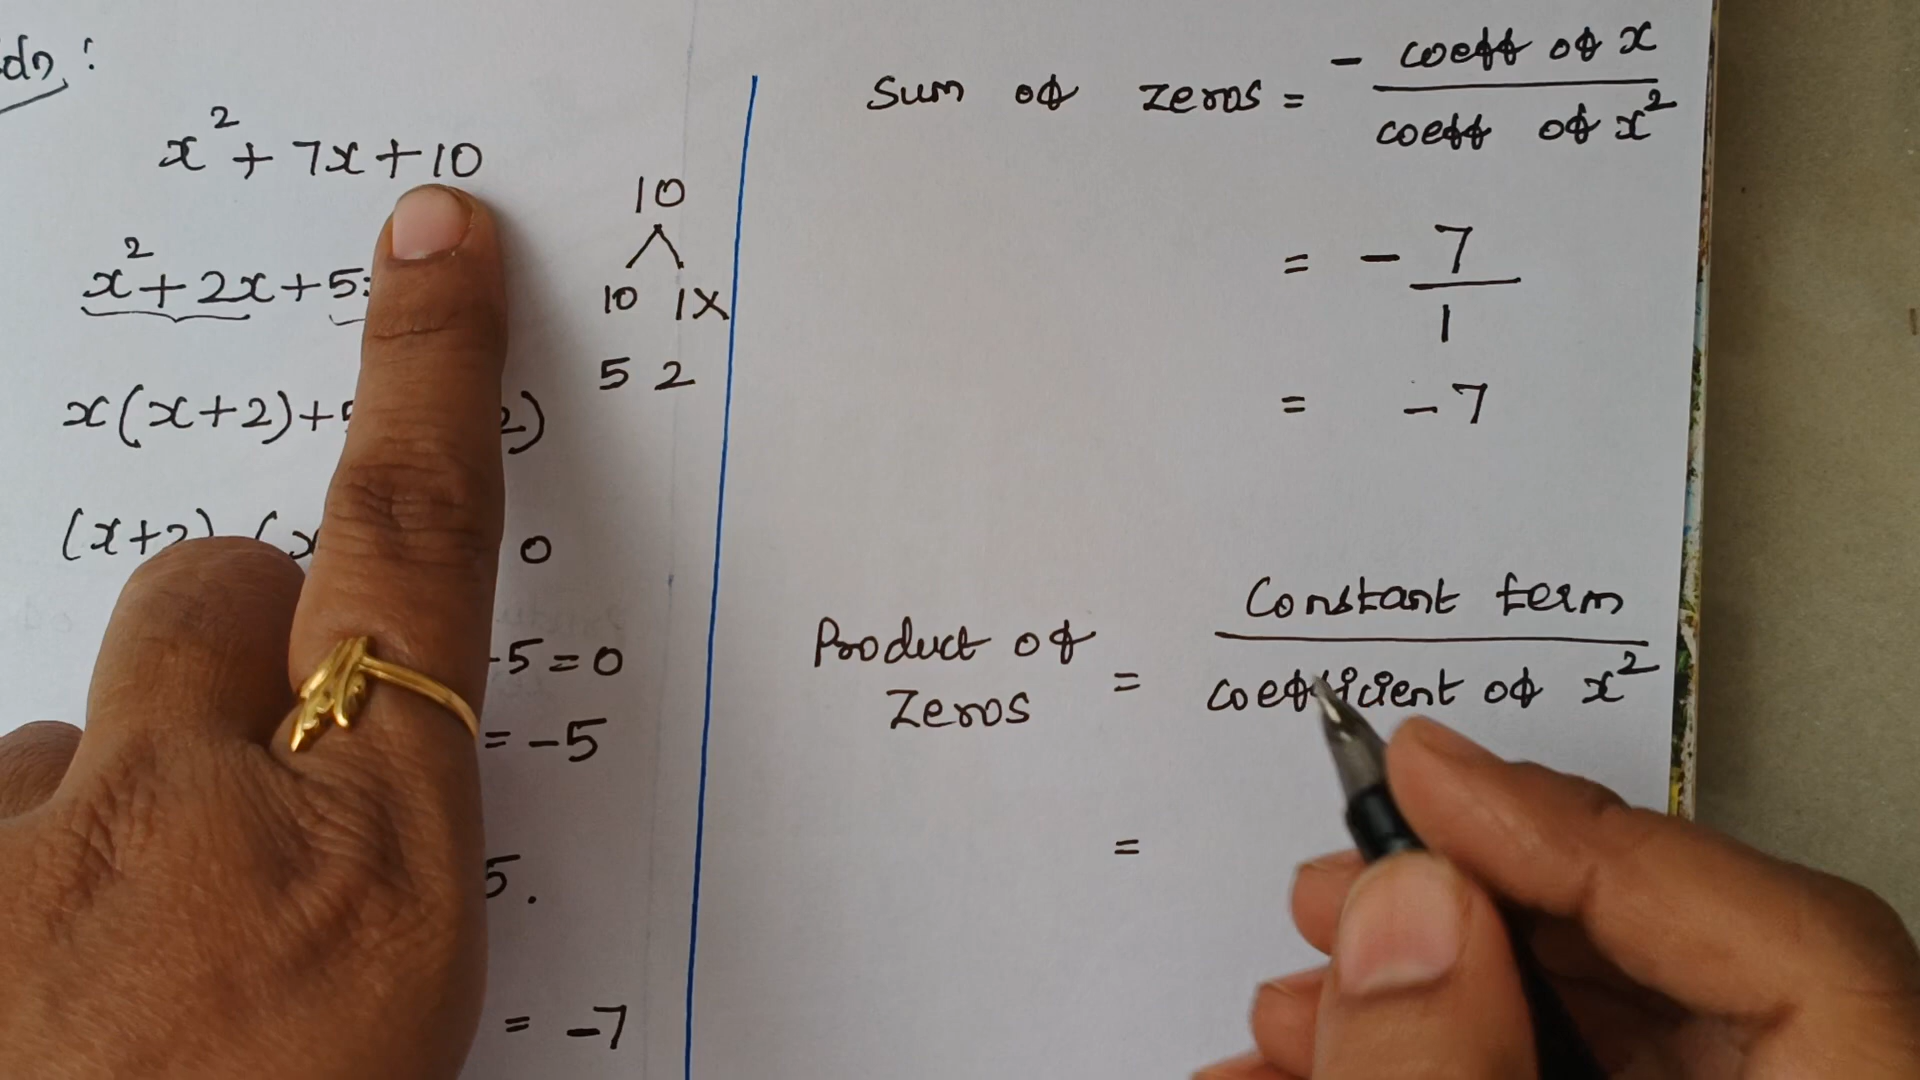 x² + 7x + 10
x² + 2x + 5
x(x+2)+ 2)
(x+2) (x 0
-5 = 0
= -5
5.
= -7
10
10 1 X
5 2
Sum of zeros = - coeff of x / coeff of x²
= - 7/1
= -7
Product of Zeros = Constant term / coefficient of x²
=